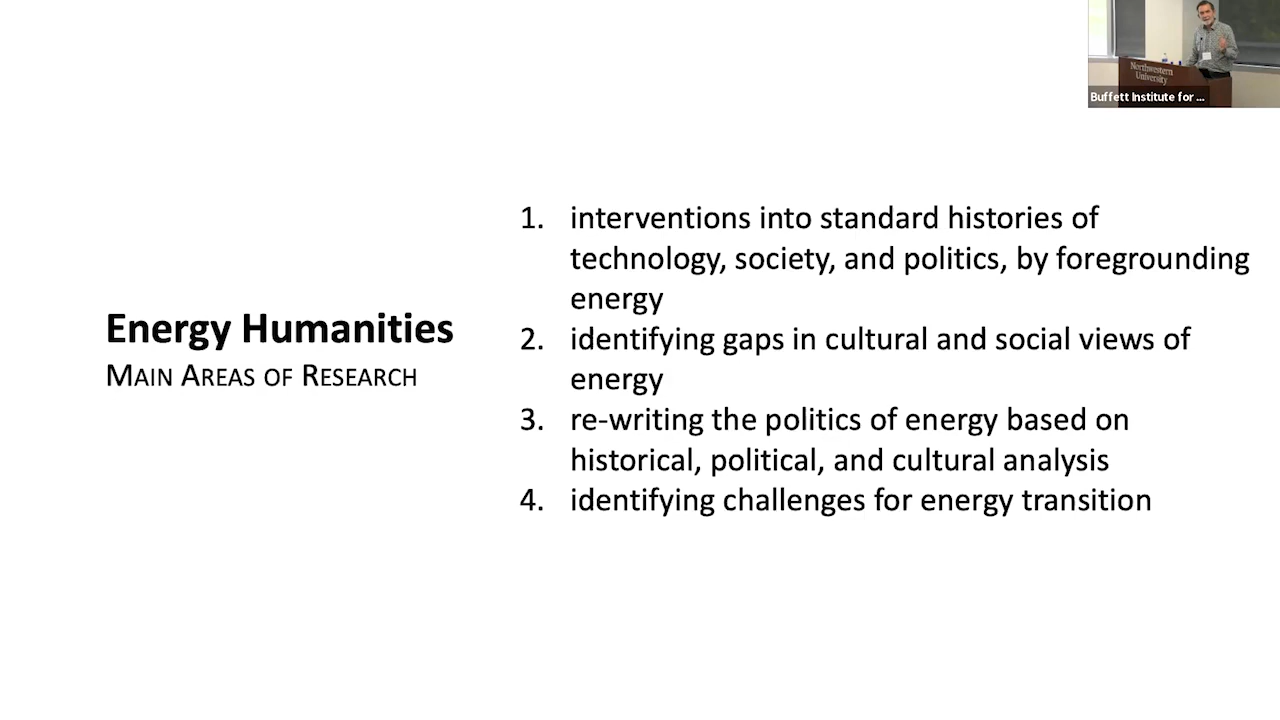 Northwestern
University
Buffett Institute for ...
Energy Humanities
MAIN AREAS OF RESEARCH
1. interventions into standard histories of
technology, society, and politics, by foregrounding
energy
2. identifying gaps in cultural and social views of
energy
3. re-writing the politics of energy based on
historical, political, and cultural analysis
4. identifying challenges for energy transition